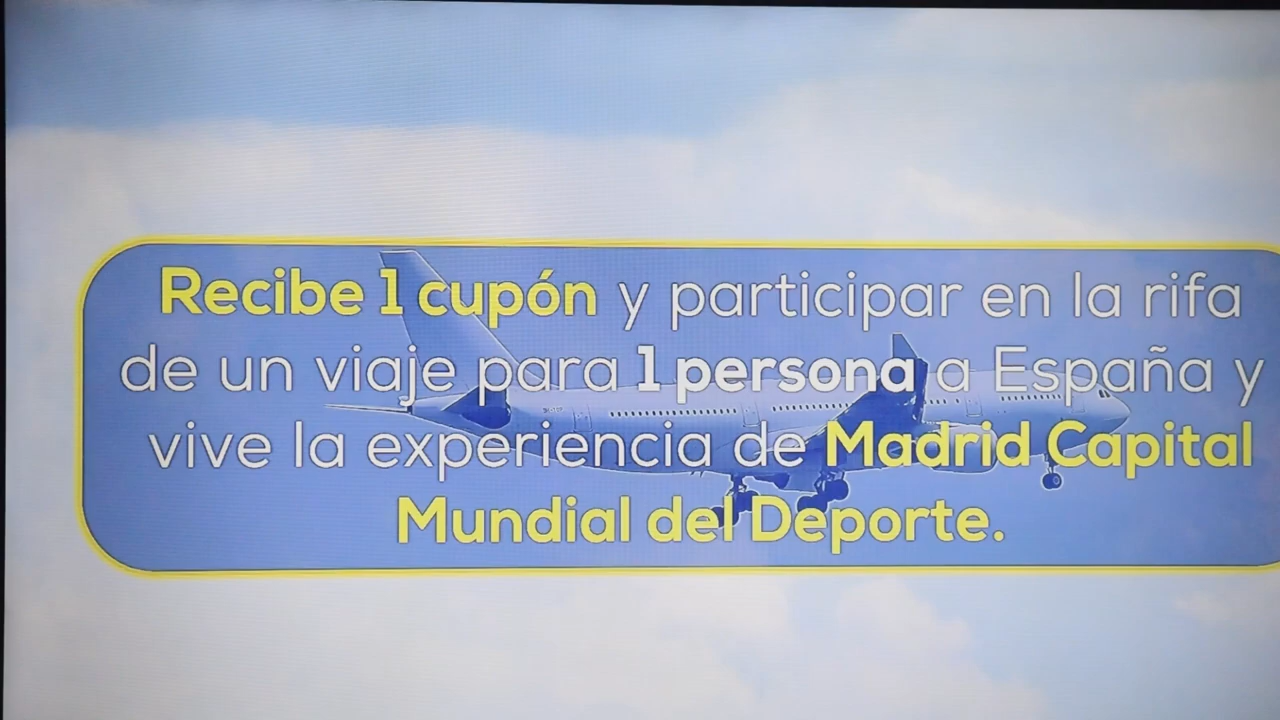 Recibe 1 cupón y participar en la rifa
de un viaje para 1 persona a España y
vive la experiencia de Madrid Capital
Mundial del Deporte.